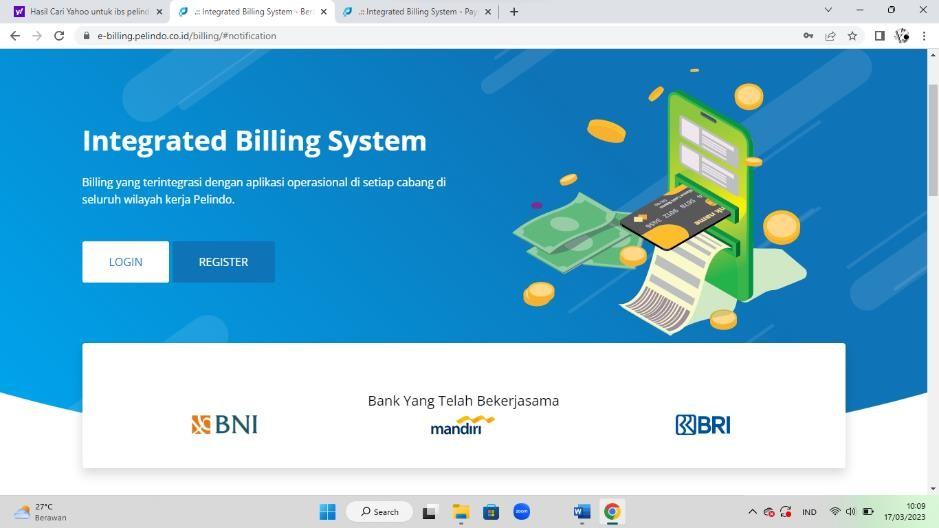 Hasil Cari Yahoo untuk ibs pelind
.:: Integrated Billing System - Ber
.:: Integrated Billing System - Pay
e-billing.pelindo.co.id/billing/#notification
Integrated Billing System
Billing yang terintegrasi dengan aplikasi operasional di setiap cabang di
seluruh wilayah kerja Pelindo.
LOGIN
REGISTER
Bank Yang Telah Bekerjasama
BNI
mandiri
BRI
27°C
Berawan
Search
zoom
IND
10:09
17/03/2023